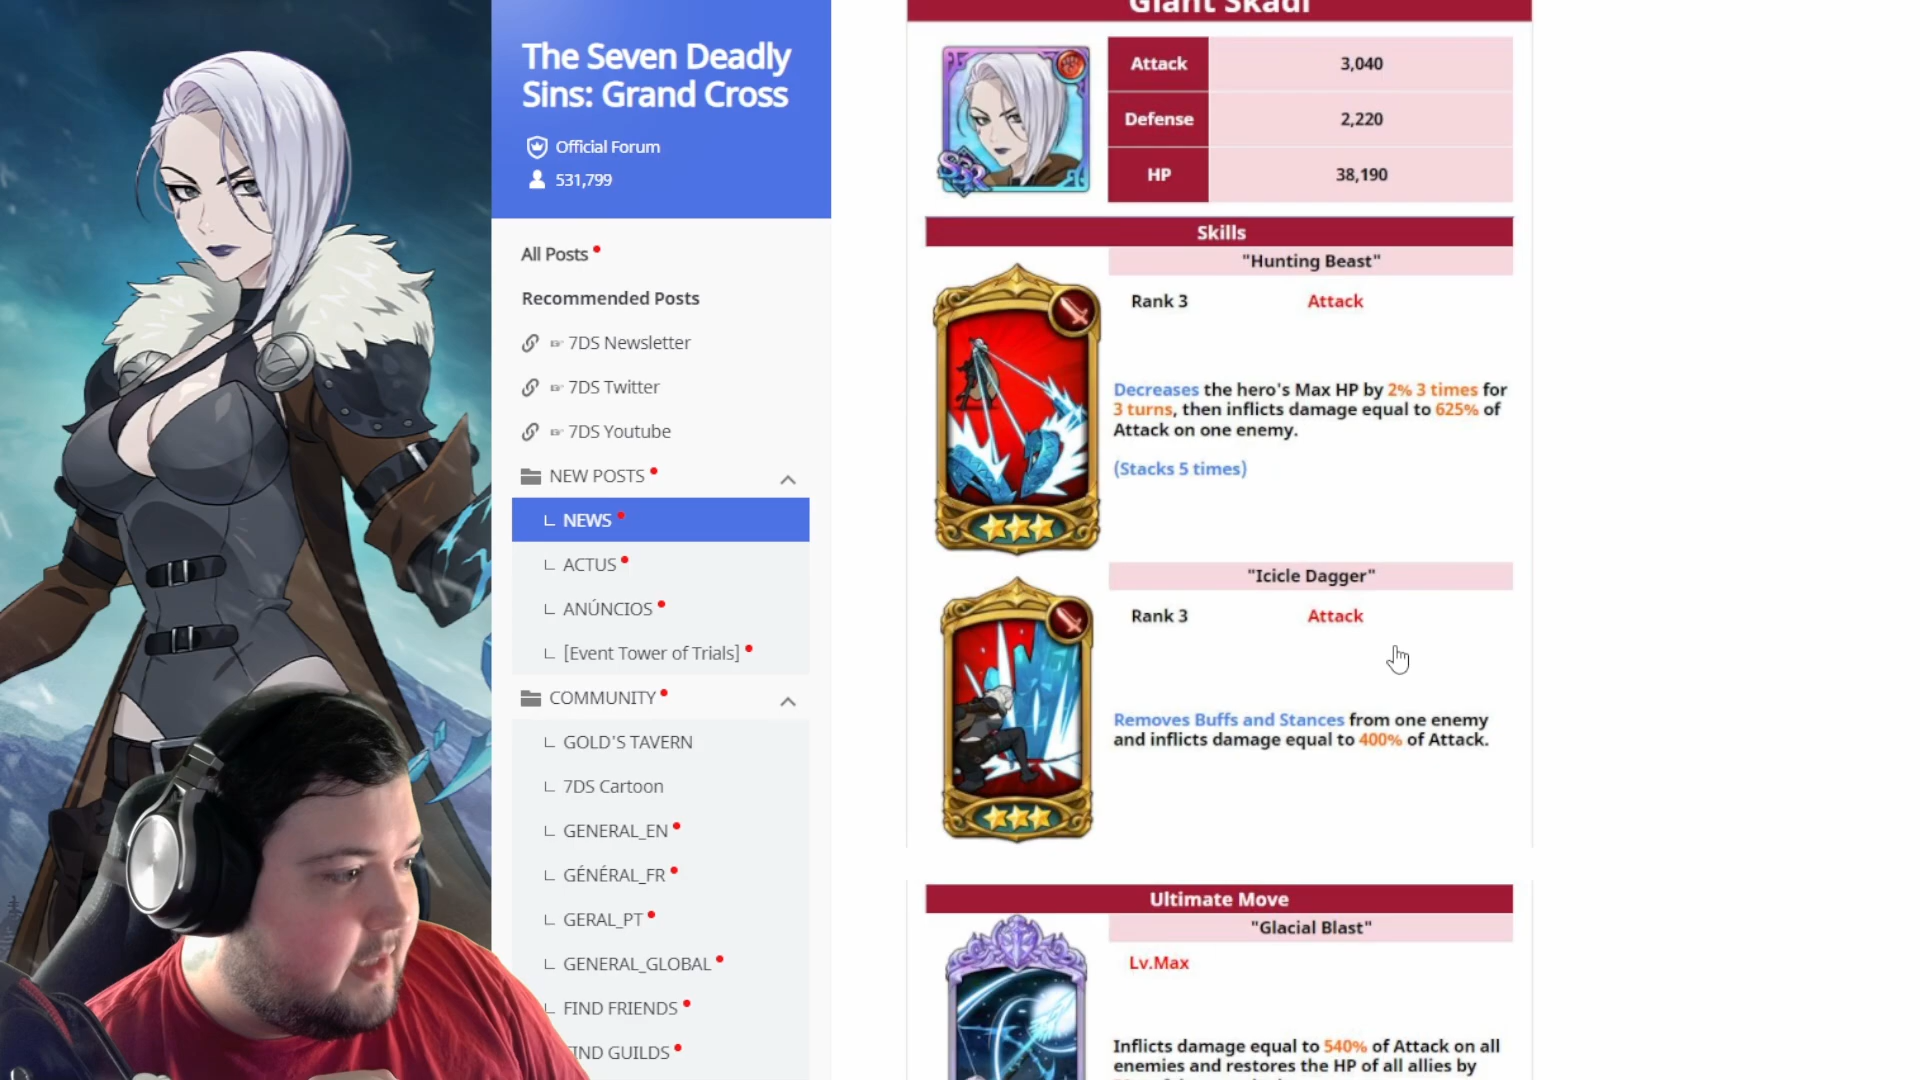 The Seven Deadly
Sins: Grand Cross
Official Forum
531,799
All Posts
Recommended Posts
☞ 7DS Newsletter
☞ 7DS Twitter
☞ 7DS Youtube
NEW POSTS
NEWS
ACTUS
ANÚNCIOS
[Event Tower of Trials]
COMMUNITY
GOLD'S TAVERN
7DS Cartoon
GENERAL_EN
GÉNÉRAL_FR
GERAL_PT
GENERAL_GLOBAL
FIND FRIENDS
IND GUILDS
Giant Skadi
SSR
Attack 3,040
Defense 2,220
HP 38,190
Skills
"Hunting Beast"
Rank 3 Attack
Decreases the hero's Max HP by 2% 3 times for
3 turns, then inflicts damage equal to 625% of
Attack on one enemy.
(Stacks 5 times)
"Icicle Dagger"
Rank 3 Attack
Removes Buffs and Stances from one enemy
and inflicts damage equal to 400% of Attack.
Ultimate Move
"Glacial Blast"
Lv.Max
Inflicts damage equal to 540% of Attack on all
enemies and restores the HP of all allies by